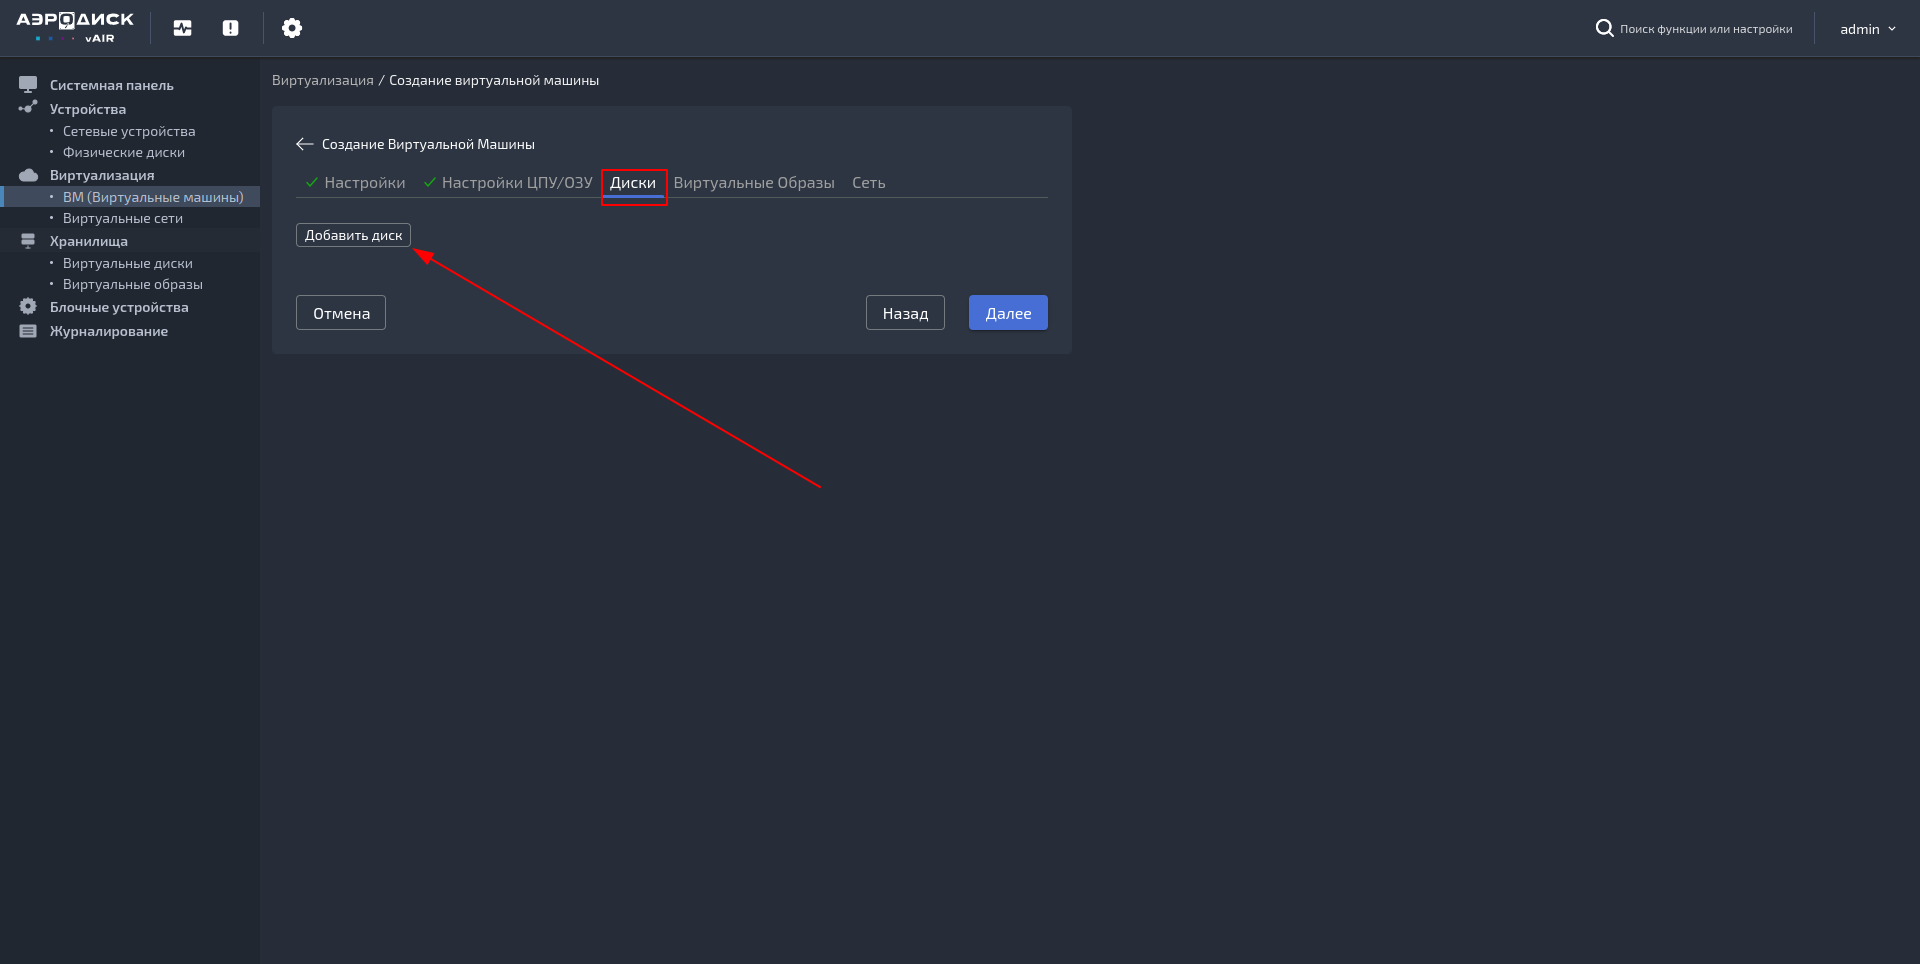 АЭРОДИСК
vAIR
Поиск функции или настройки
admin
Системная панель
Устройства
• Сетевые устройства
• Физические диски
Виртуализация
• ВМ (Виртуальные машины)
• Виртуальные сети
Хранилища
• Виртуальные диски
• Виртуальные образы
Блочные устройства
Журналирование
Виртуализация / Создание виртуальной машины
Создание Виртуальной Машины
Настройки Настройки ЦПУ/ОЗУ Диски Виртуальные Образы Сеть
Добавить диск
Отмена Назад Далее